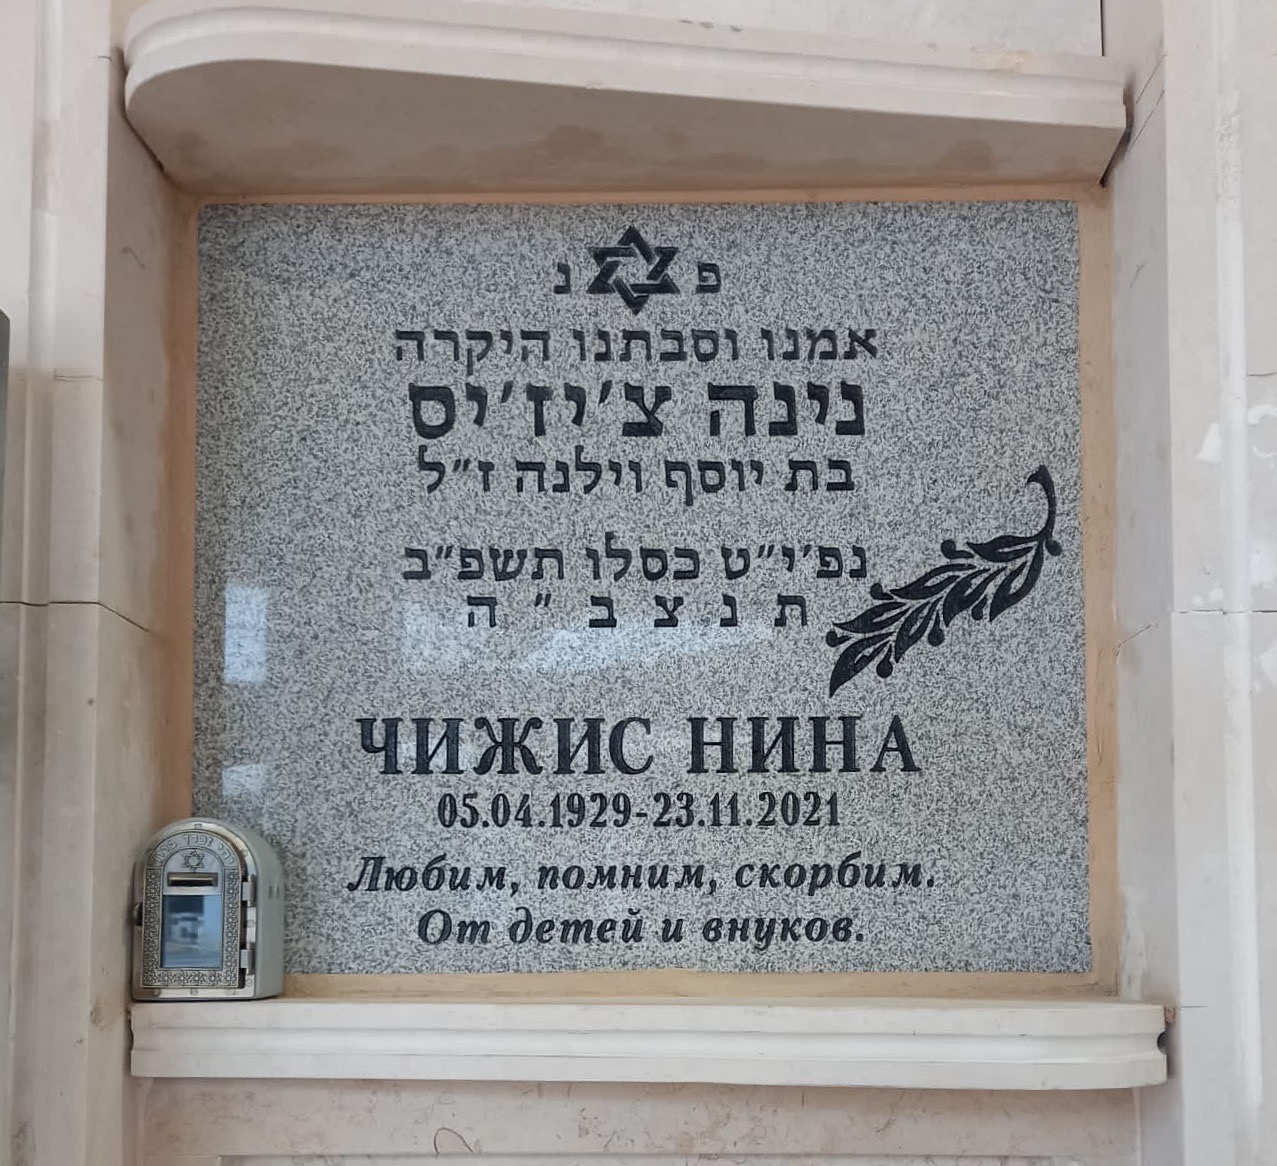 פ נ
אמנו וסבתנו היקרה
נינה צ'יז'יס
בת יוסף וילנה ז"ל
נפ' י"ט כסלו תשפ"ב
ת נ צ ב " ה
ЧИЖИС НИНА
05.04.1929-23.11.2021
Любим, помним, скорбим.
От детей и внуков.